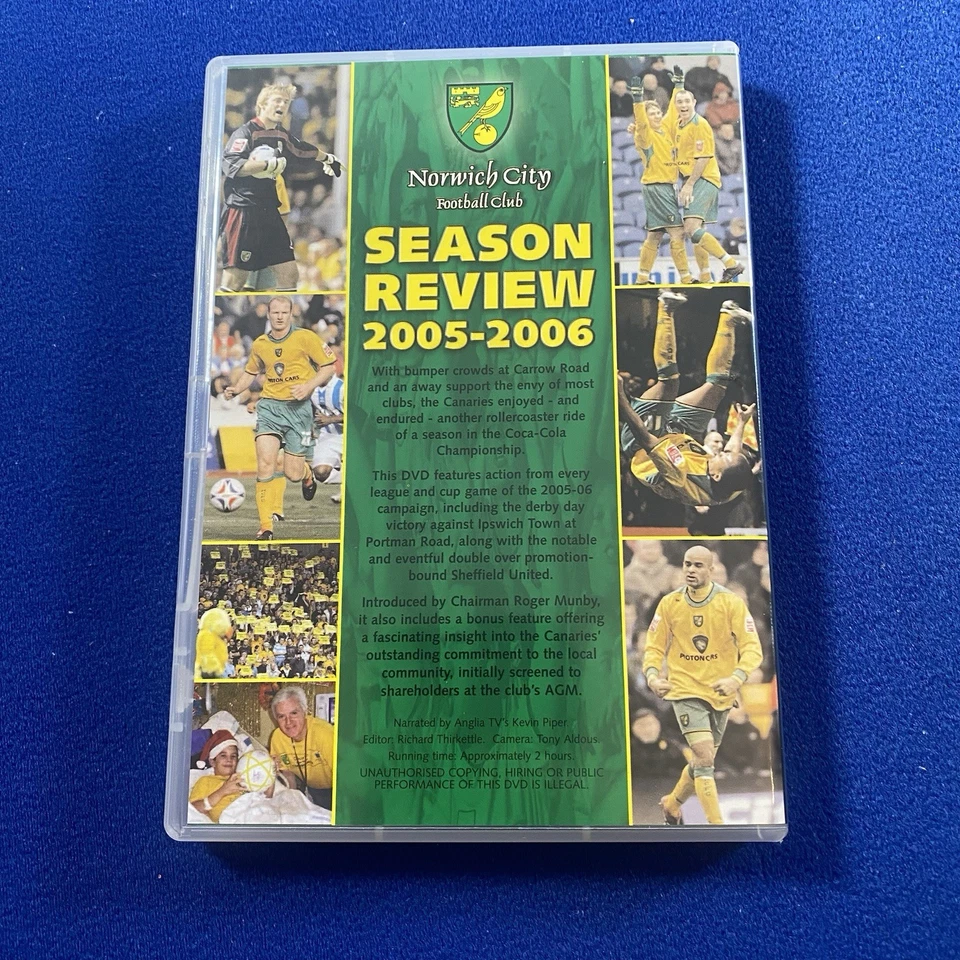 Norwich City
Football Club
SEASON
REVIEW
2005-2006
With bumper crowds at Carrow Road
and an away support the envy of most
clubs, the Canaries enjoyed - and
endured - another rollercoaster ride
of a season in the Coca-Cola
Championship.
This DVD features action from every
league and cup game of the 2005-06
campaign, including the derby day
victory against Ipswich Town at
Portman Road, along with the notable
and eventful double over promotion-
bound Sheffield United.
Introduced by Chairman Roger Munby,
it also includes a bonus feature offering
a fascinating insight into the Canaries'
outstanding commitment to the local
community, initially screened to
shareholders at the club's AGM.
Narrated by Anglia TV's Kevin Piper.
Editor: Richard Thirkettle. Camera: Tony Aldous.
Running time: Approximately 2 hours.
UNAUTHORISED COPYING, HIRING OR PUBLIC
PERFORMANCE OF THIS DVD IS ILLEGAL.
PROTON CARS